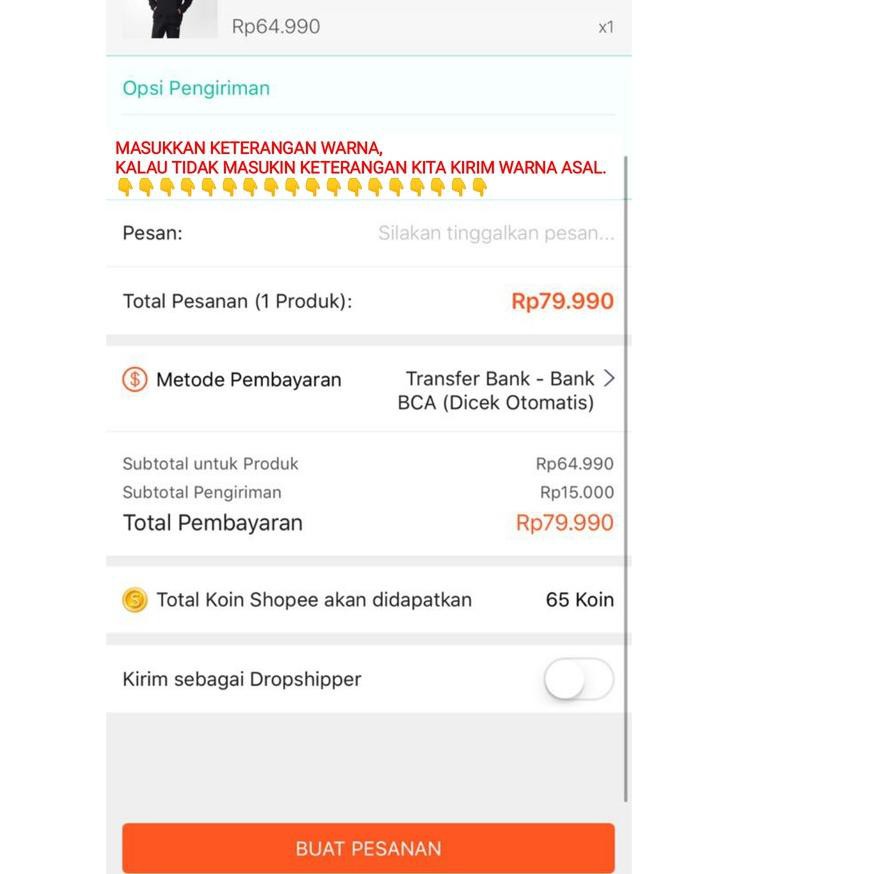 Rp64.990 x1
Opsi Pengiriman
MASUKKAN KETERANGAN WARNA,
KALAU TIDAK MASUKIN KETERANGAN KITA KIRIM WARNA ASAL.
👇👇👇👇👇👇👇👇👇👇👇👇👇👇👇👇👇👇
Pesan: Silakan tinggalkan pesan...
Total Pesanan (1 Produk): Rp79.990
Metode Pembayaran Transfer Bank - Bank
BCA (Dicek Otomatis)
Subtotal untuk Produk Rp64.990
Subtotal Pengiriman Rp15.000
Total Pembayaran Rp79.990
Total Koin Shopee akan didapatkan 65 Koin
Kirim sebagai Dropshipper
BUAT PESANAN